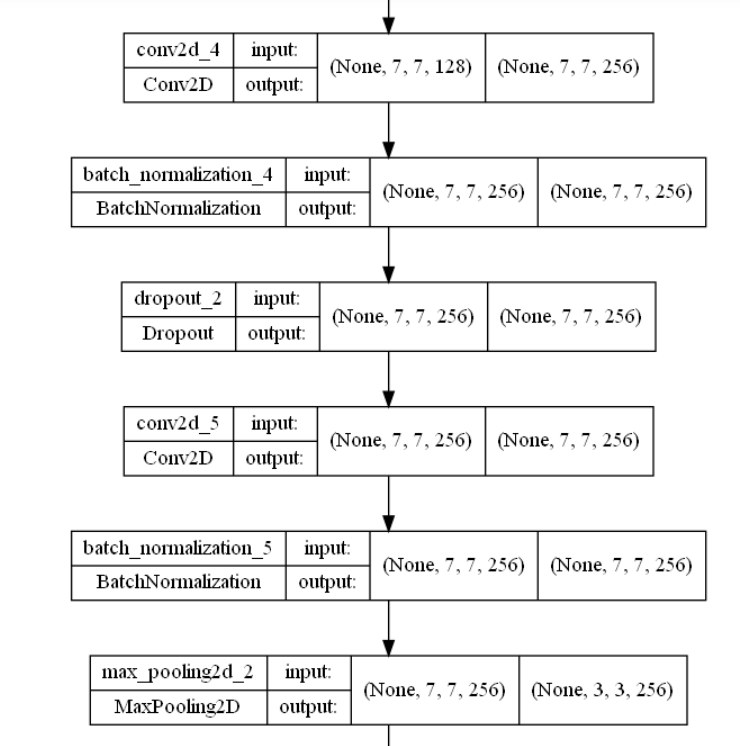 conv2d_4 input: (None, 7, 7, 128) (None, 7, 7, 256)
Conv2D output:
batch_normalization_4 input: (None, 7, 7, 256) (None, 7, 7, 256)
BatchNormalization output:
dropout_2 input: (None, 7, 7, 256) (None, 7, 7, 256)
Dropout output:
conv2d_5 input: (None, 7, 7, 256) (None, 7, 7, 256)
Conv2D output:
batch_normalization_5 input: (None, 7, 7, 256) (None, 7, 7, 256)
BatchNormalization output:
max_pooling2d_2 input: (None, 7, 7, 256) (None, 3, 3, 256)
MaxPooling2D output: